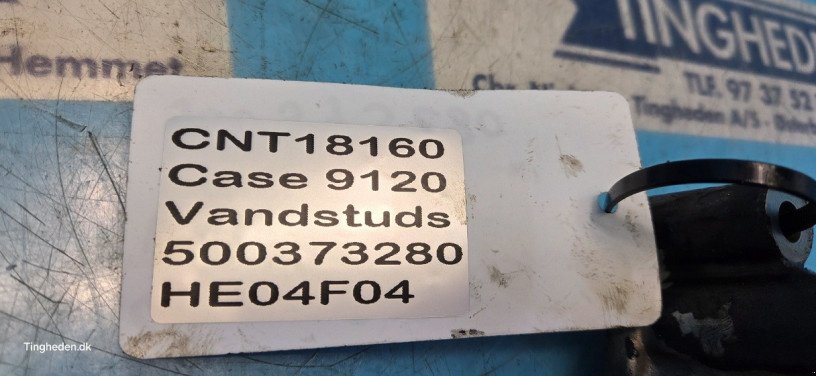 Hemmet
TINGHEDE
TLF. 97 37 52
Tingheden A/S
CNT18160
Case 9120
Vandstuds
500373280
HE04F04
Tingheden.dk